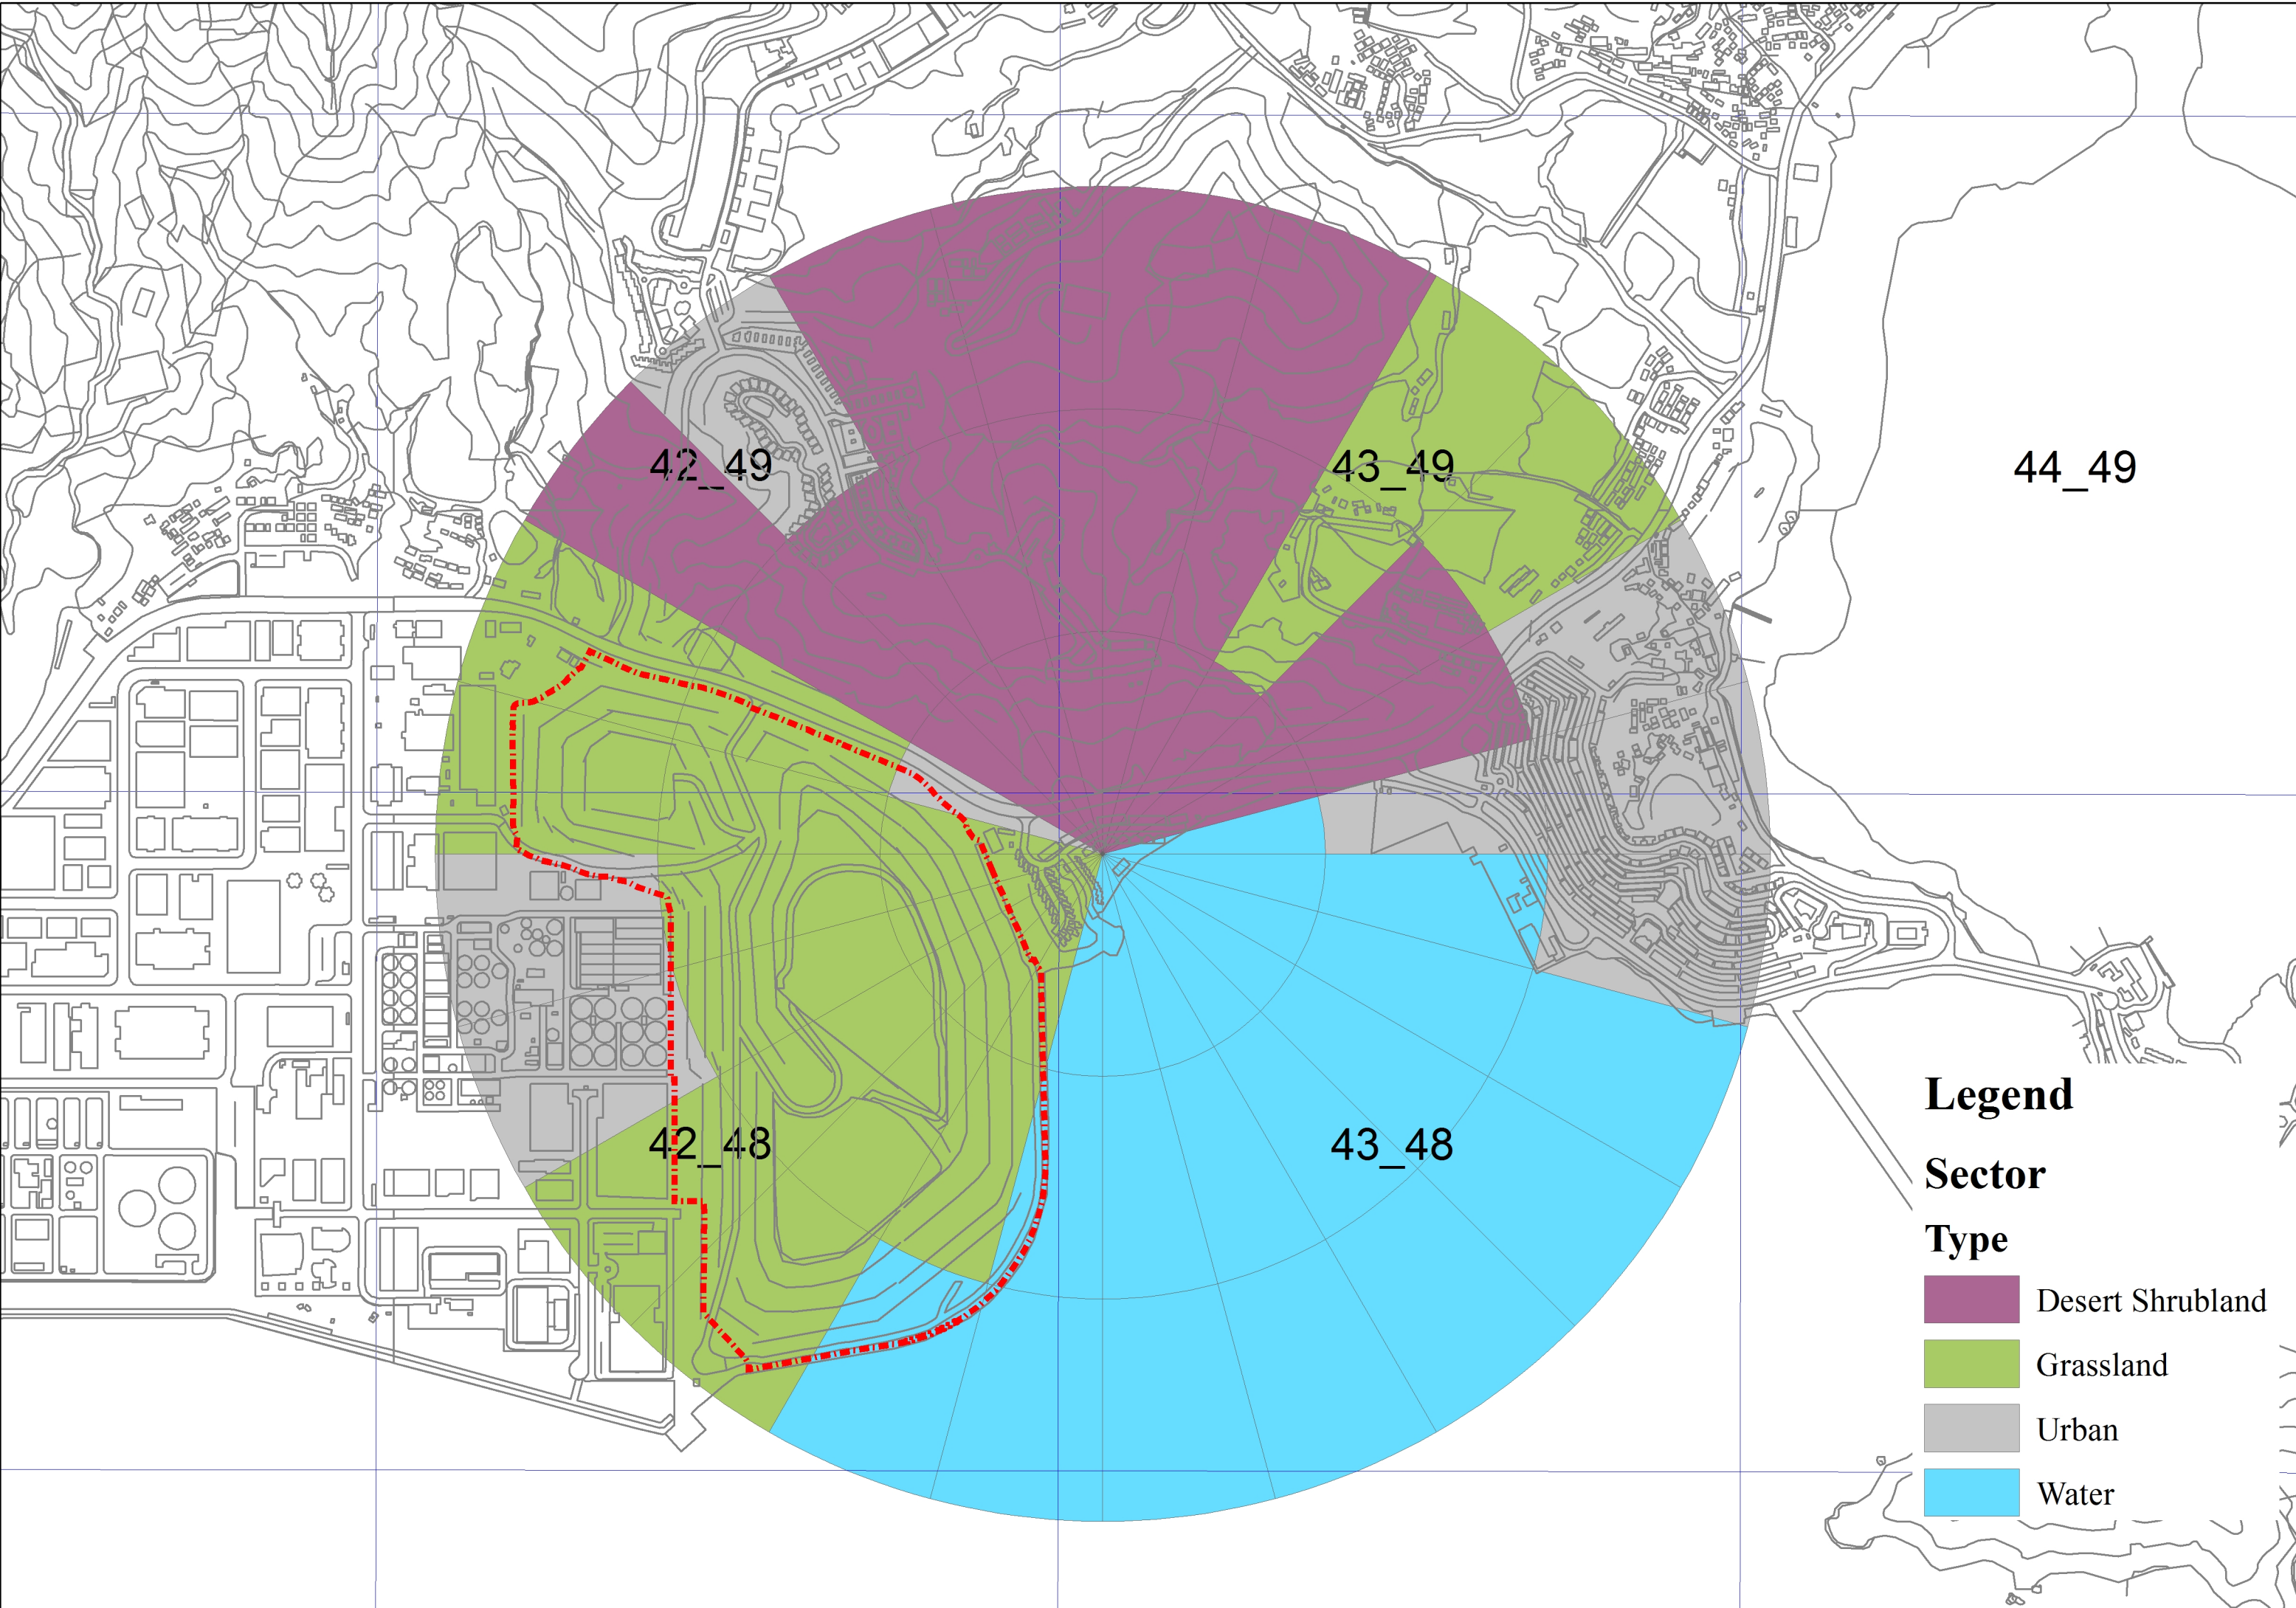 42_49
43_49
44_49
42_48
43_48
Legend
Sector
Type
Desert Shrubland
Grassland
Urban
Water